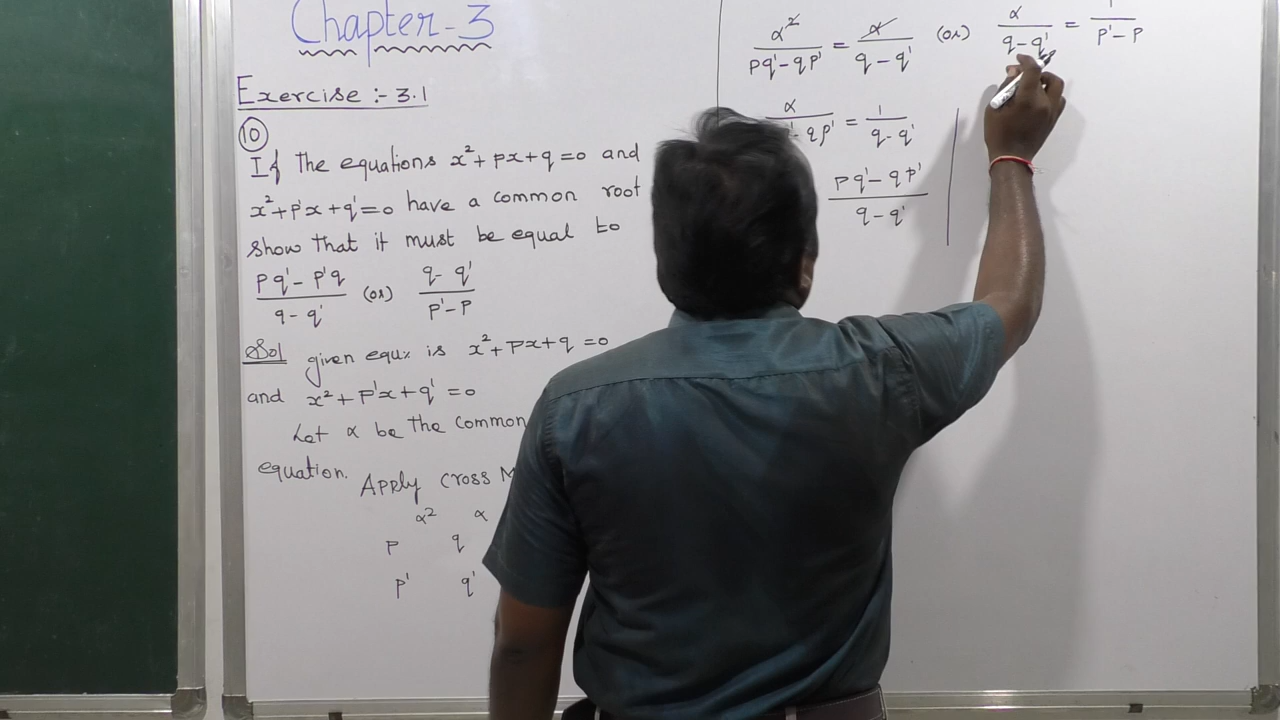 Chapter-3
Exercise :- 3.1
10
If the equations x²+px+q=0 and
x²+p'x+q'=0 have a common root
show that it must be equal to
pq'-p'q / q-q' (or) q-q' / p'-p
Sol given equ: is x²+px+q=0
and x²+p'x+q'=0
Let α be the common
equation. Apply cross
α² α
p q
p' q'
α² / pq'-qp' = α / q-q' (or) α / q-q' = 1 / p'-p
α / -qp' = 1 / q-q'
pq'-qp' / q-q'